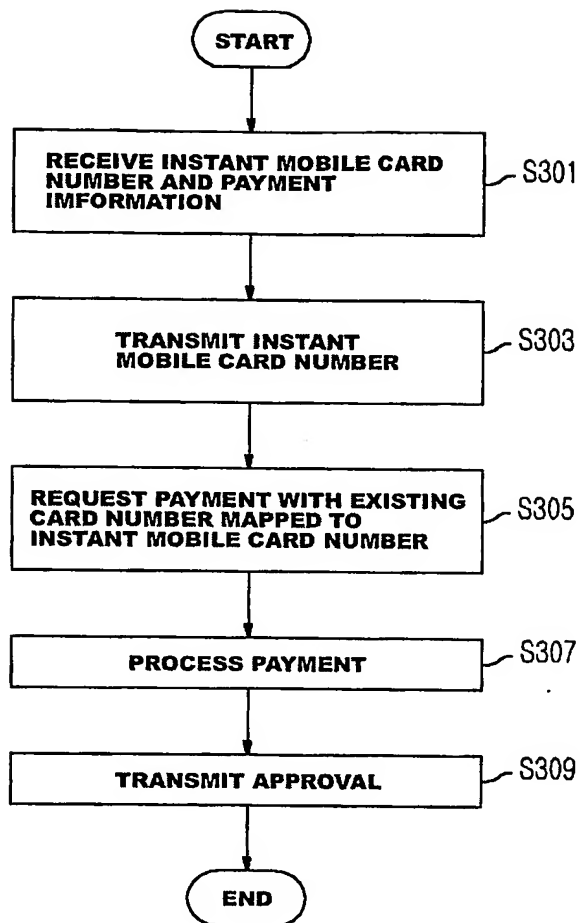 START
RECEIVE INSTANT MOBILE CARD
NUMBER AND PAYMENT
IMFORMATION
S301
TRANSMIT INSTANT
MOBILE CARD NUMBER
S303
REQUEST PAYMENT WITH EXISTING
CARD NUMBER MAPPED TO
INSTANT MOBILE CARD NUMBER
S305
PROCESS PAYMENT
S307
TRANSMIT APPROVAL
S309
END